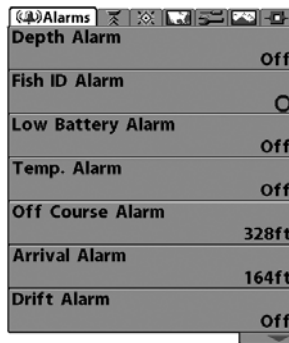 Alarms
Depth Alarm
Off
Fish ID Alarm
Low Battery Alarm
Off
Temp. Alarm
Off
Off Course Alarm
328ft
Arrival Alarm
164ft
Drift Alarm
Off